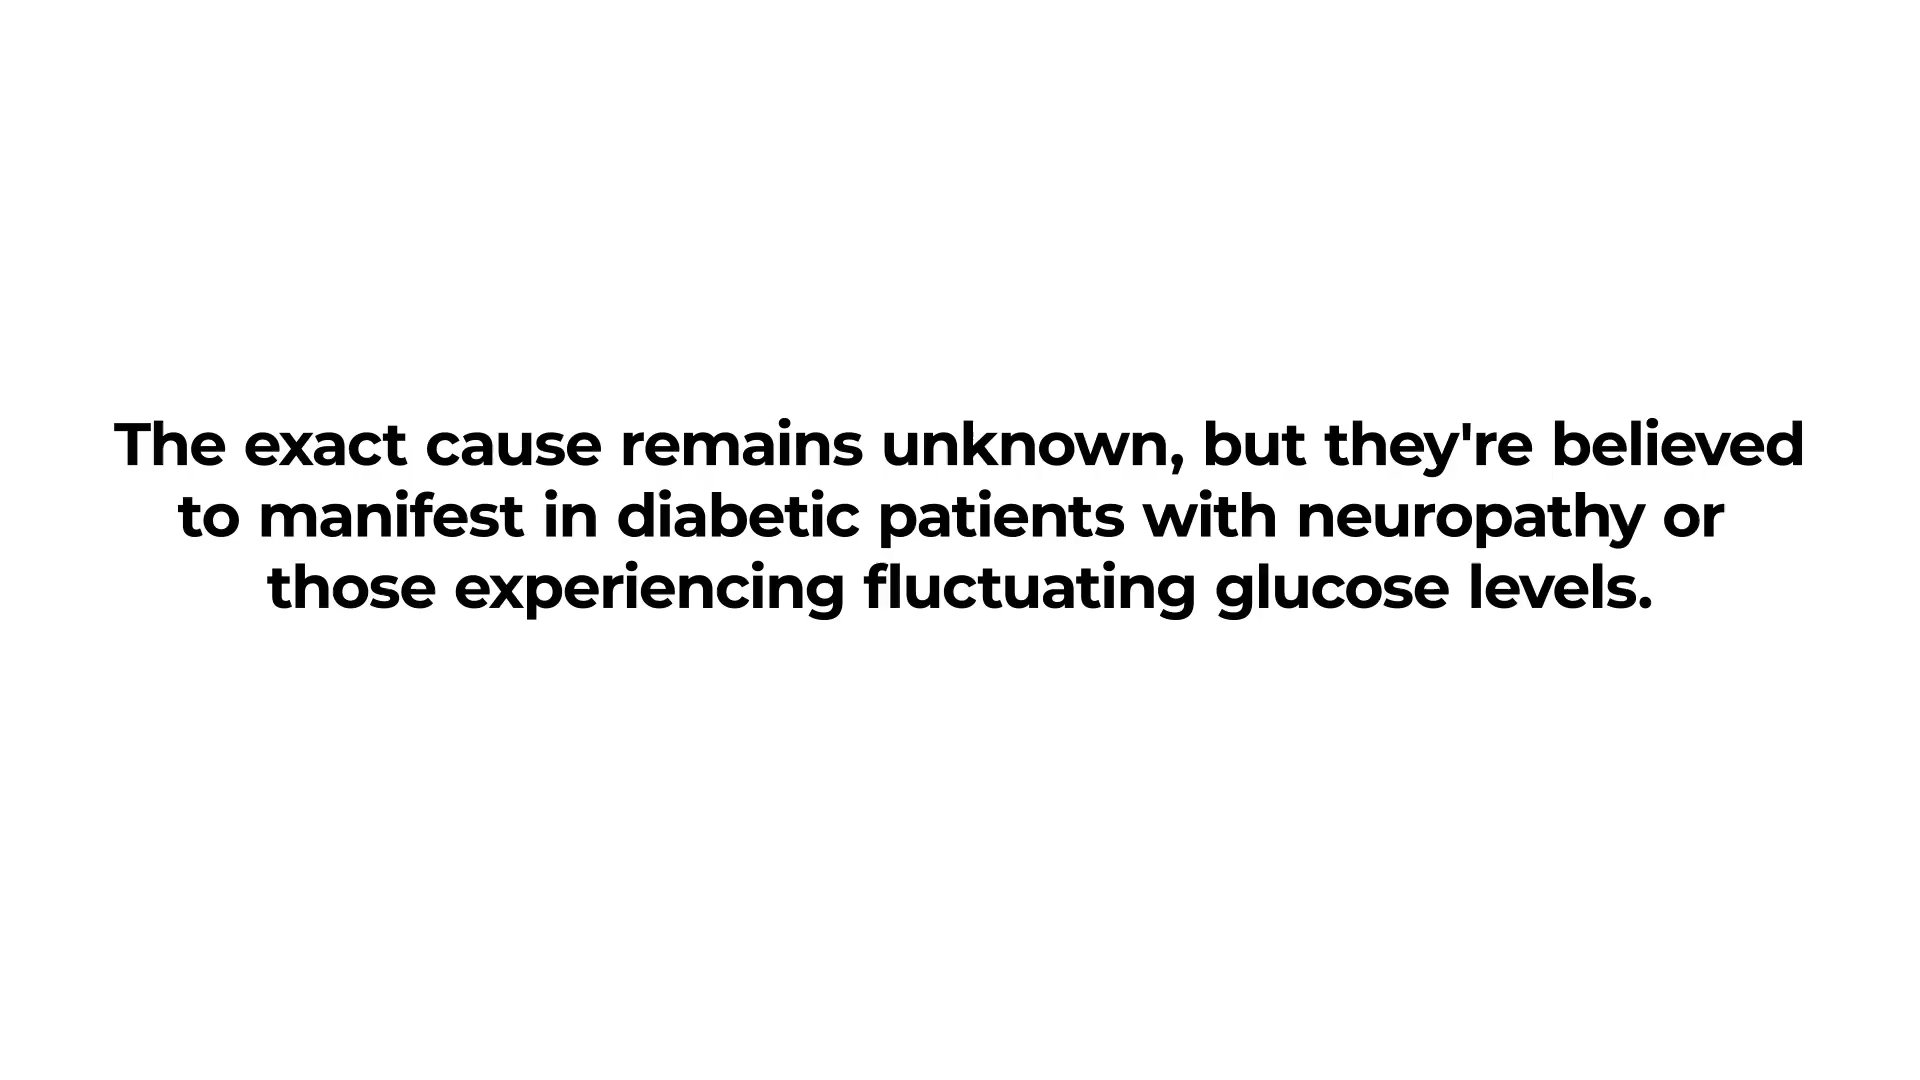 The exact cause remains unknown, but they're believed
to manifest in diabetic patients with neuropathy or
those experiencing fluctuating glucose levels.